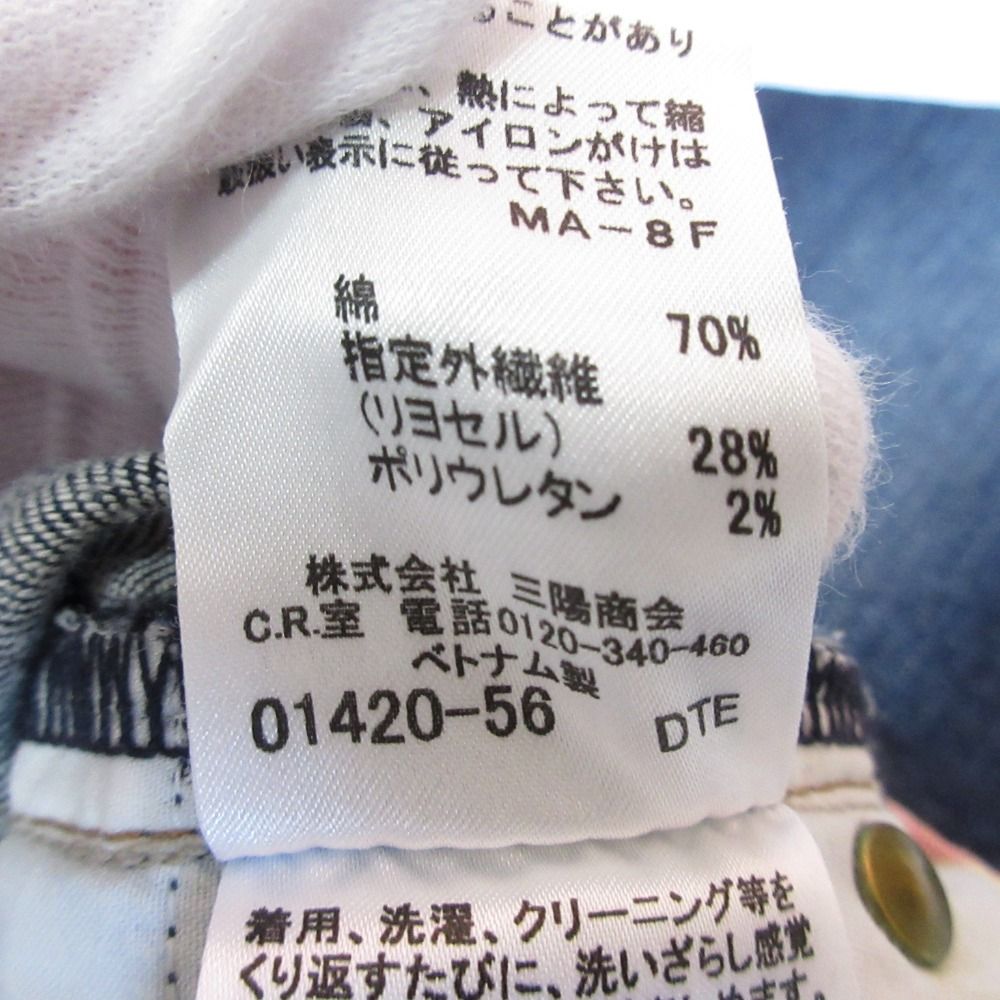 ことがあり
、熱によって縮
、アイロンがけは
取扱い表示に従って下さい。
MA－8F
綿 70%
指定外繊維
(リヨセル) 28%
ポリウレタン 2%
株式会社 三陽商会
C.R.室 電話0120-340-460
ベトナム製
01420-56 DTE
着用、洗濯、クリーニング等を
くり返すたびに、洗いざらし感覚